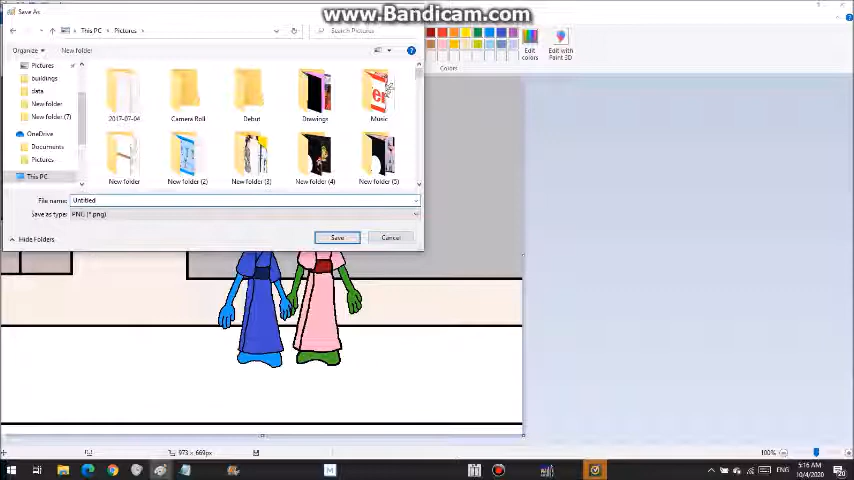 www.Bandicam.com
Save As
This PC > Pictures >
Search Pictures
Organize
New folder
Edit colors
Edit with Paint 3D
Colors
Pictures
buildings
data
New folder
New folder (7)
OneDrive
Documents
Pictures
This PC
2017-07-04
Camera Roll
Debut
Drawings
Music
New folder
New folder (2)
New folder (3)
New folder (4)
New folder (5)
File name: Untitled
Save as type: PNG (*.png)
Hide Folders
Save
Cancel
973 × 669px
100%
ENG
5:16 AM
10/4/2020
20